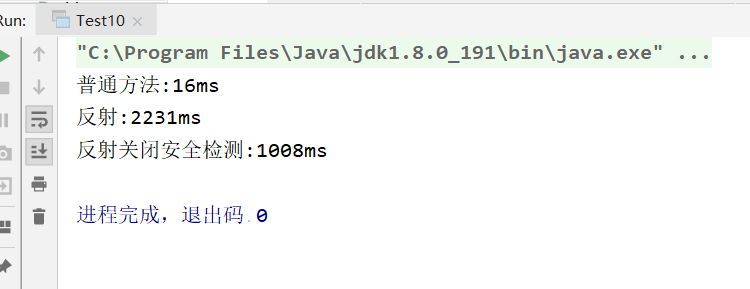 Run: Test10 ×
"C:\Program Files\Java\jdk1.8.0_191\bin\java.exe" ...
普通方法:16ms
反射:2231ms
反射关闭安全检测:1008ms
进程完成，退出码 0